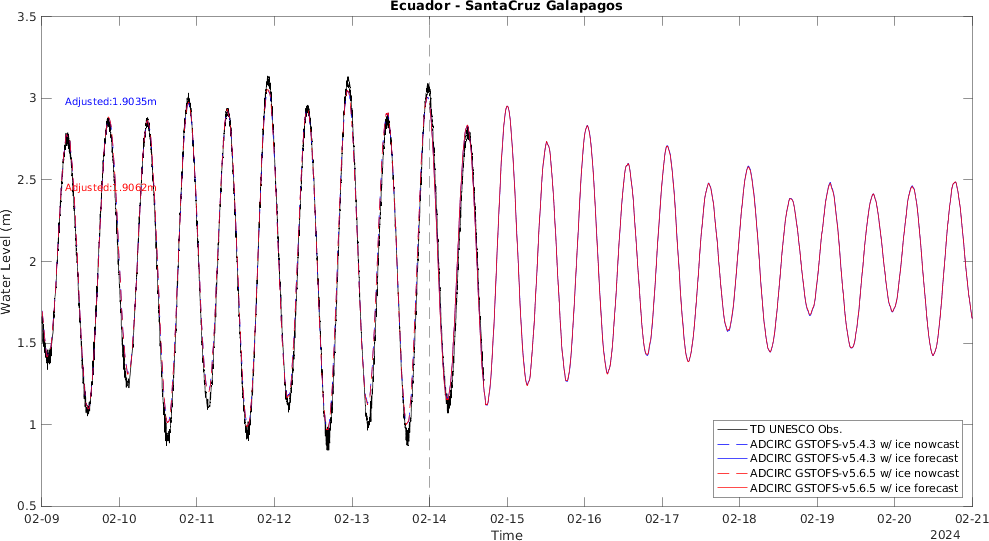 Ecuador - SantaCruz Galapagos
Water Level (m)
3.5
3
2.5
2
1.5
1
0.5
Adjusted:1.9035m
Adjusted:1.9062m
TD UNESCO Obs.
ADCIRC GSTOFS-v5.4.3 w/ ice nowcast
ADCIRC GSTOFS-v5.4.3 w/ ice forecast
ADCIRC GSTOFS-v5.6.5 w/ ice nowcast
ADCIRC GSTOFS-v5.6.5 w/ ice forecast
02-09 02-10 02-11 02-12 02-13 02-14 02-15 02-16 02-17 02-18 02-19 02-20 02-21
Time
2024